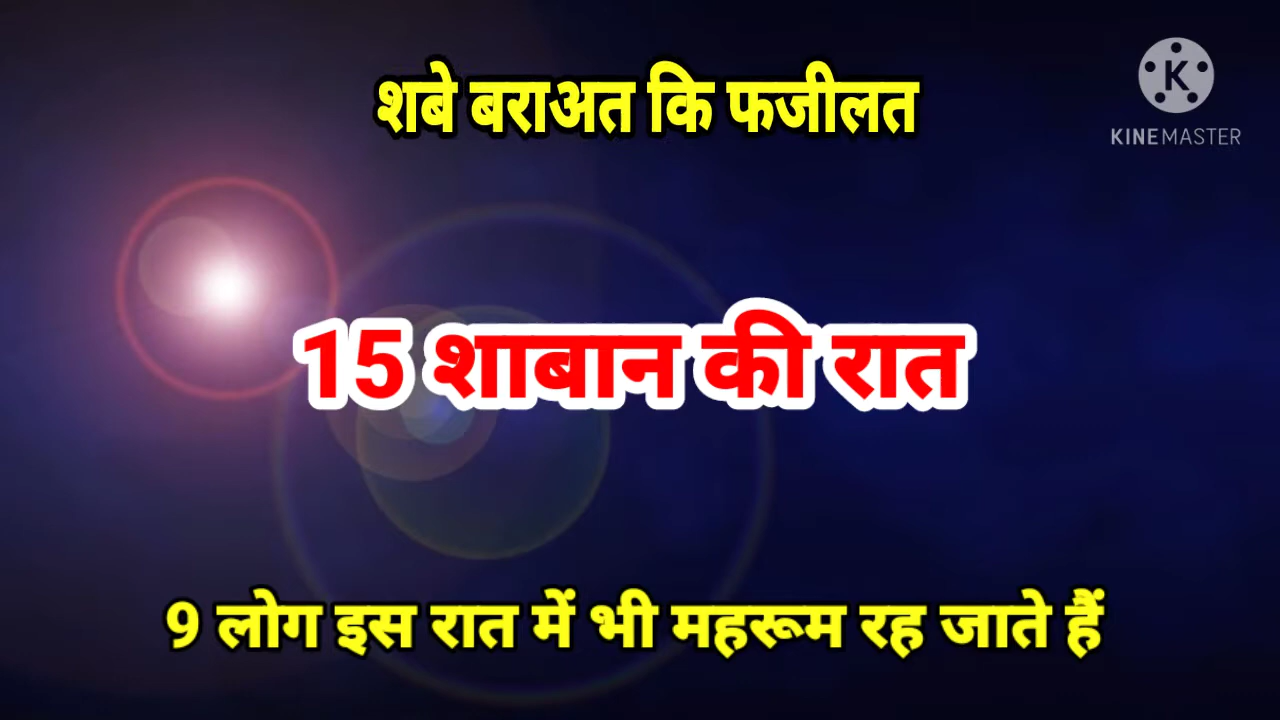 शबे बराअत कि फजीलत
K
KINEMASTER
15 शाबान की रात
9 लोग इस रात में भी महरूम रह जाते हैं